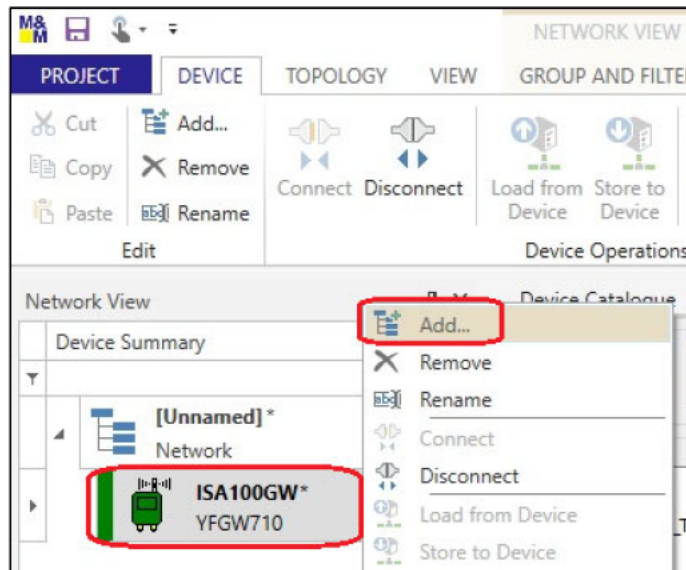 M&M
NETWORK VIEW
PROJECT DEVICE TOPOLOGY VIEW GROUP AND FILTE
Cut Add...
Copy Remove
Paste Rename
Edit
Connect Disconnect
Load from Device
Store to Device
Device Operations
Network View
Device Catalogue
Device Summary
[Unnamed]*
Network
ISA100GW*
YFGW710
Add...
Remove
Rename
Connect
Disconnect
Load from Device
Store to Device